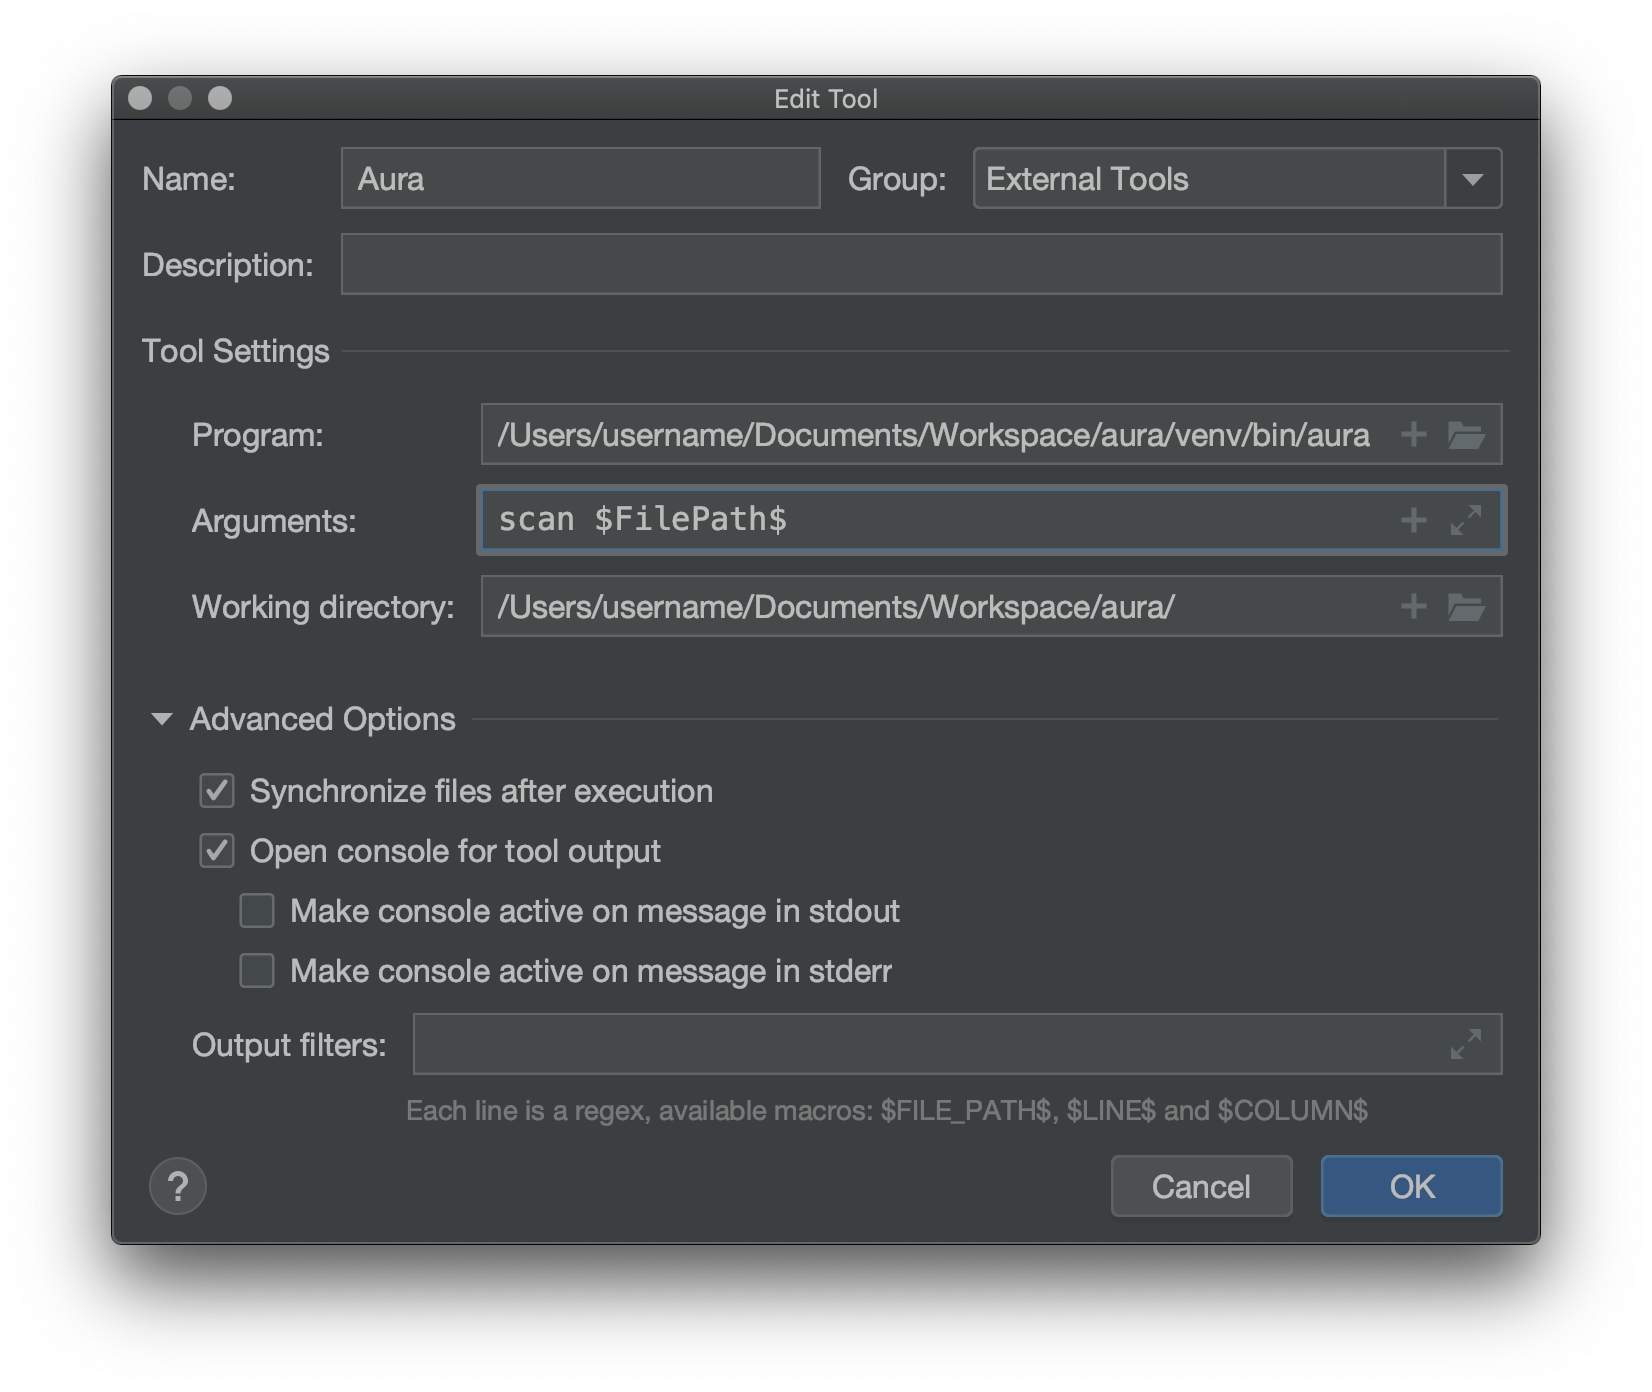 Edit Tool
Name: Aura Group: External Tools
Description:
Tool Settings
Program: /Users/username/Documents/Workspace/aura/venv/bin/aura
Arguments: scan $FilePath$
Working directory: /Users/username/Documents/Workspace/aura/
Advanced Options
Synchronize files after execution
Open console for tool output
Make console active on message in stdout
Make console active on message in stderr
Output filters:
Each line is a regex, available macros: $FILE_PATH$, $LINE$ and $COLUMN$
? Cancel OK